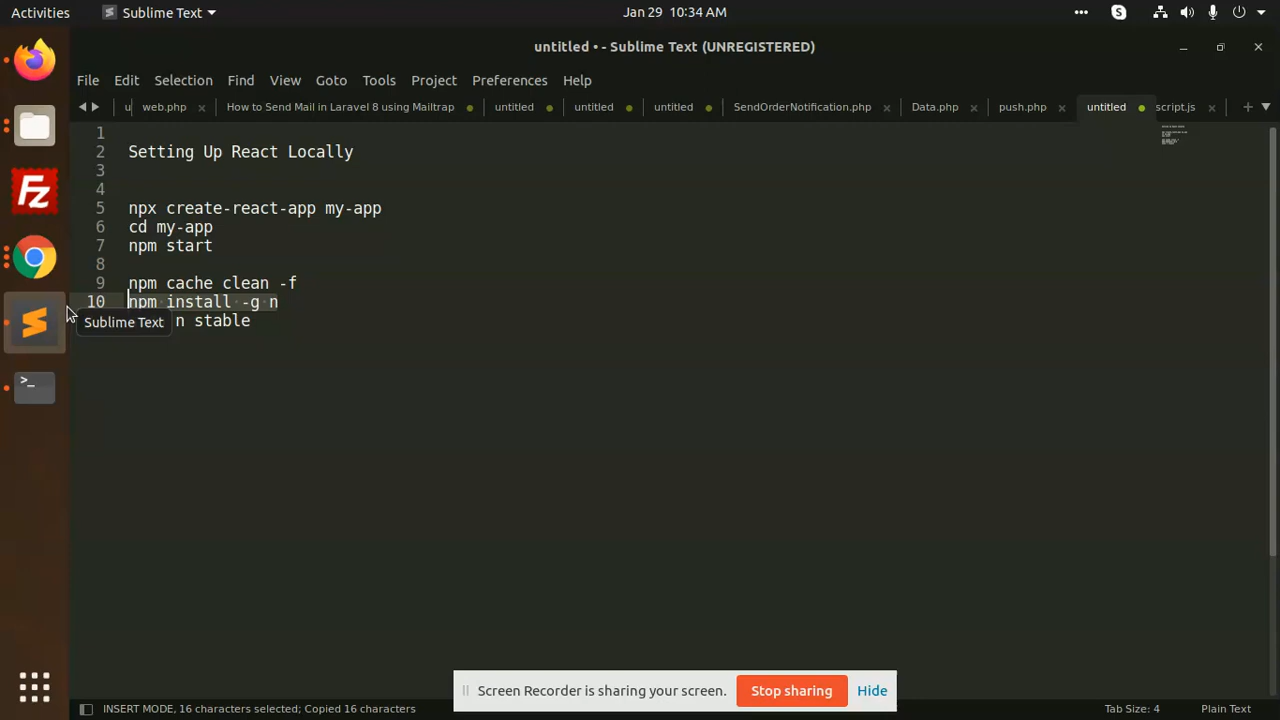 Activities
Sublime Text
Jan 29 10:34 AM
untitled • - Sublime Text (UNREGISTERED)
File Edit Selection Find View Goto Tools Project Preferences Help
u web.php How to Send Mail in Laravel 8 using Mailtrap untitled untitled untitled SendOrderNotification.php Data.php push.php untitled script.js
1
2 Setting Up React Locally
3
4
5 npx create-react-app my-app
6 cd my-app
7 npm start
8
9 npm cache clean -f
10 npm install -g n
n stable
Sublime Text
Screen Recorder is sharing your screen. Stop sharing Hide
INSERT MODE, 16 characters selected; Copied 16 characters Tab Size: 4 Plain Text